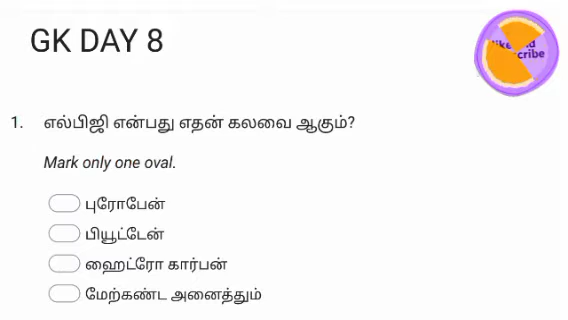 GK DAY 8
1. எல்பிஜி என்பது எதன் கலவை ஆகும்?
Mark only one oval.
புரோபேன்
பியூட்டேன்
ஹைட்ரோ கார்பன்
மேற்கண்ட அனைத்தும்